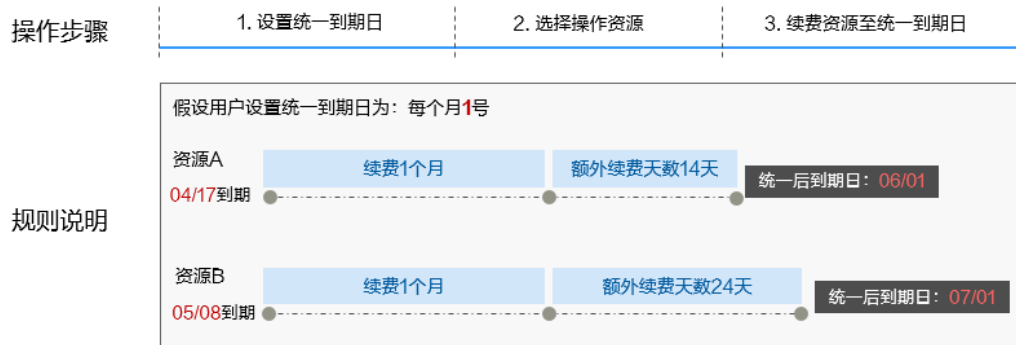 操作步骤
1. 设置统一到期日
2. 选择操作资源
3. 续费资源至统一到期日
规则说明
假设用户设置统一到期日为：每个月1号
资源A
04/17到期
续费1个月
额外续费天数14天
统一后到期日：06/01
资源B
05/08到期
续费1个月
额外续费天数24天
统一后到期日：07/01